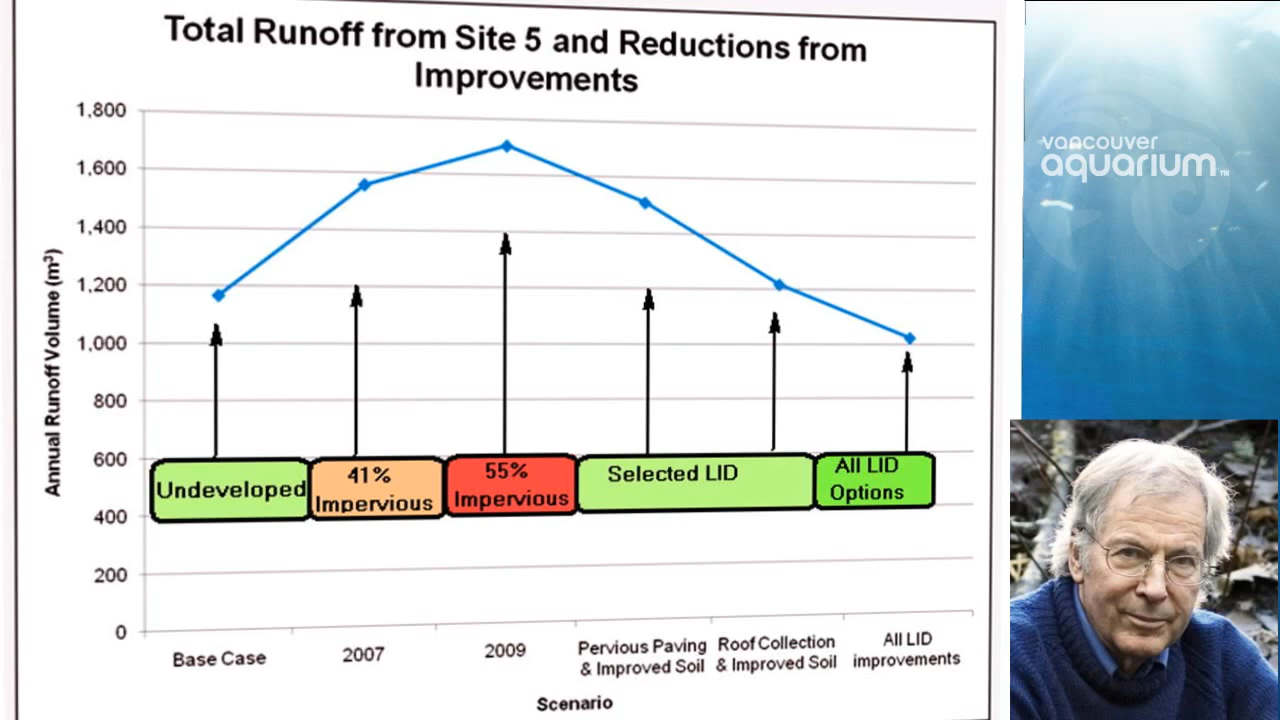 Total Runoff from Site 5 and Reductions from
Improvements
Annual Runoff Volume (m³)
1,800
1,600
1,400
1,200
1,000
800
600
400
200
0
Undeveloped
41%
Impervious
55%
Impervious
Selected LID
All LID
Options
Base Case
2007
2009
Pervious Paving
& Improved Soil
Roof Collection
& Improved Soil
All LID
improvements
Scenario
vancouver
aquarium™